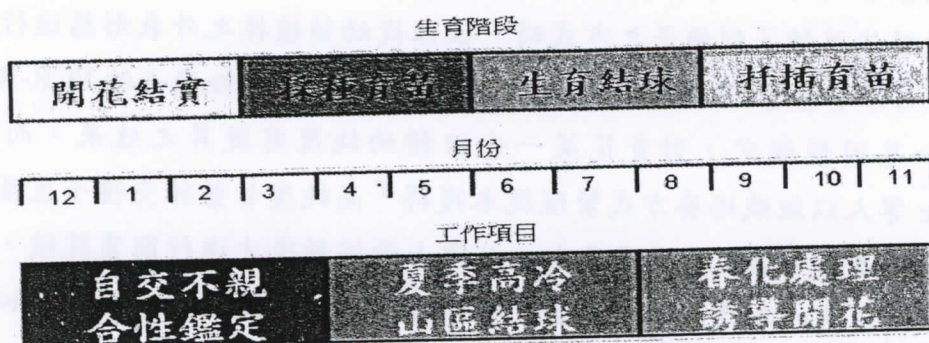 生育階段
開花結實 採種育苗 生育結球 扦插育苗
月份
12 1 2 3 4 5 6 7 8 9 10 11
工作項目
自交不親 夏季高冷 春化處理
合性鑑定 山區結球 誘導開花